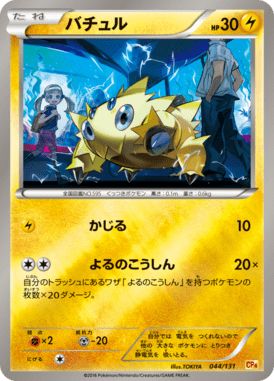 たね
バチュル
HP30
全国図鑑NO.595 くっつきポケモン 高さ：0.1m 重さ：0.6kg
かじる 10
よるのこうしん
自分のトラッシュにあるワザ「よるのこうしん」を持つポケモンの
枚数×20ダメージ。
弱点 ×2 抵抗力 -20
にげる
自分では 電気を つくれないので
他の 大きな ポケモンに とりついて
静電気を 吸いとる。
illus.TOKIYA 044/131 CP4
©2016 Pokémon/Nintendo/Creatures/GAME FREAK.